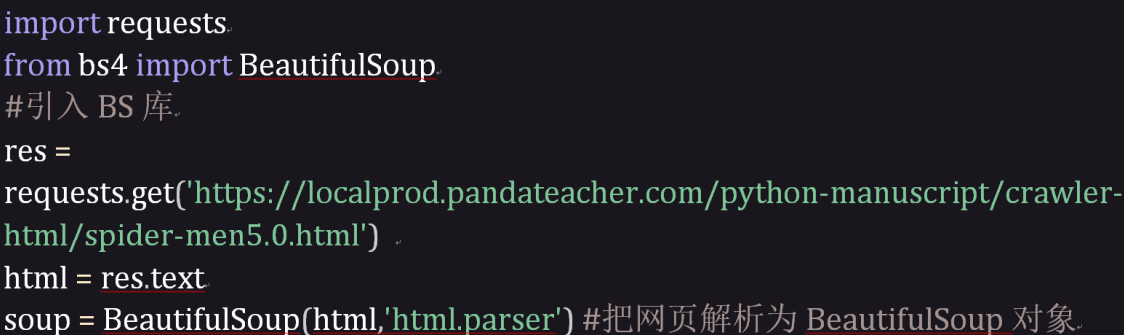 import requests
from bs4 import BeautifulSoup
#引入 BS 库
res =
requests.get('https://localprod.pandateacher.com/python-manuscript/crawler-
html/spider-men5.0.html')
html = res.text
soup = BeautifulSoup(html,'html.parser') #把网页解析为 BeautifulSoup 对象